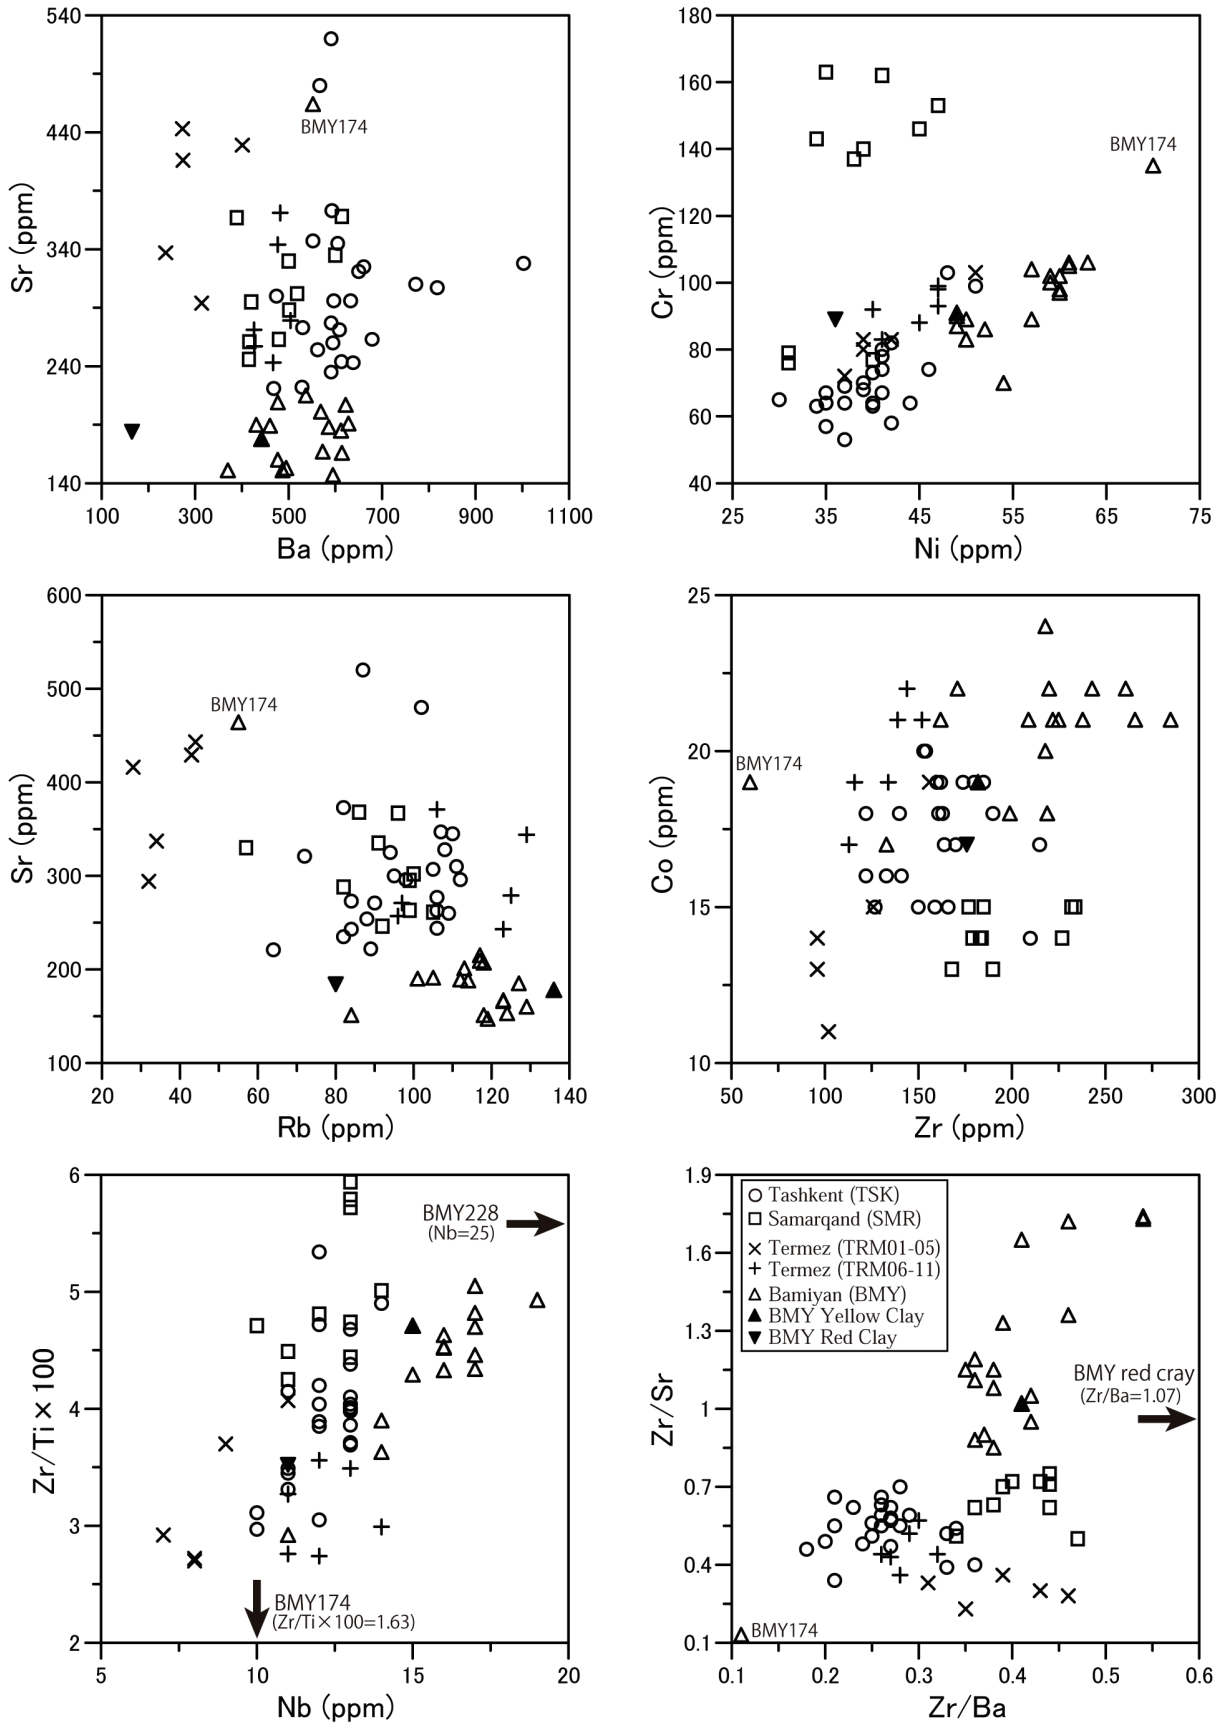 540
440
340
240
140
Sr (ppm)
BMY174
100 300 500 700 900 1100
Ba (ppm)
180
160
140
120
100
80
60
40
Cr (ppm)
BMY174
25 35 45 55 65 75
Ni (ppm)
600
500
400
300
200
100
Sr (ppm)
BMY174
20 40 60 80 100 120 140
Rb (ppm)
25
20
15
10
Co (ppm)
BMY174
50 100 150 200 250 300
Zr (ppm)
6
5
4
3
2
Zr/Ti×100
BMY228
(Nb=25)
BMY174
(Zr/Ti×100=1.63)
5 10 15 20
Nb (ppm)
1.9
1.6
1.3
1
0.7
0.4
0.1
Zr/Sr
Tashkent (TSK)
Samarqand (SMR)
Termez (TRM01-05)
Termez (TRM06-11)
Bamiyan (BMY)
BMY Yellow Clay
BMY Red Clay
BMY red cray
(Zr/Ba=1.07)
BMY174
0.1 0.2 0.3 0.4 0.5 0.6
Zr/Ba